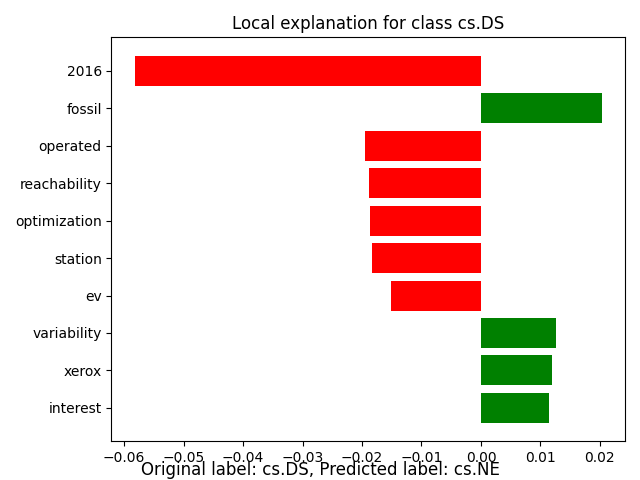 Local explanation for class cs.DS
2016
fossil
operated
reachability
optimization
station
ev
variability
xerox
interest
−0.06 −0.05 −0.04 −0.03 −0.02 −0.01 0.00 0.01 0.02
Original label: cs.DS, Predicted label: cs.NE